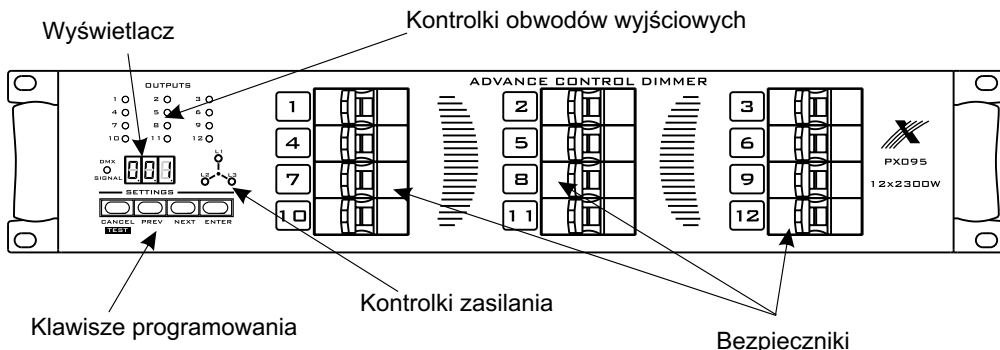 Kontrolki obwodów wyjściowych
Wyświetlacz
ADVANCE CONTROL DIMMER
OUTPUTS
1 2 3
4 5 6
7 8 9
10 11 12
DMX
SIGNAL
001
L1
L2 L3
SETTINGS
CANCEL PREV NEXT ENTER
TEST
1 2 3
4 5 6
7 8 9
10 11 12
X
PX095
12x2300W
Kontrolki zasilania
Klawisze programowania
Bezpieczniki